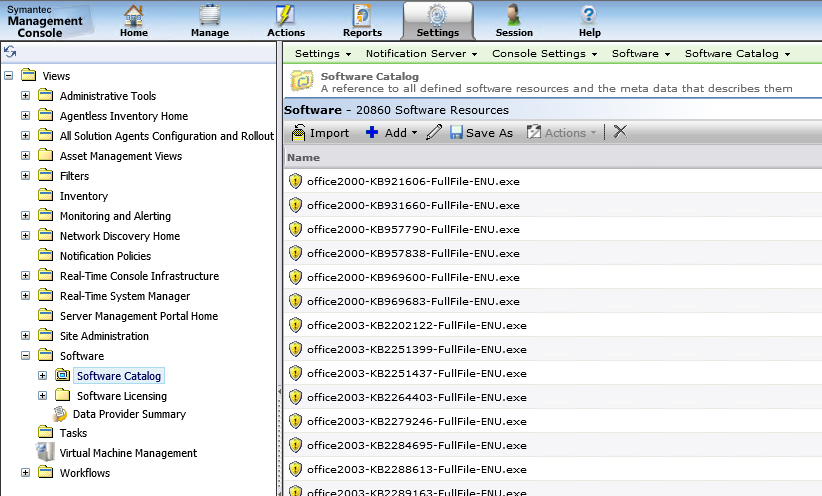 Symantec
Management
Console
Home
Manage
Actions
Reports
Settings
Session
Help
Views
Administrative Tools
Agentless Inventory Home
All Solution Agents Configuration and Rollout
Asset Management Views
Filters
Inventory
Monitoring and Alerting
Network Discovery Home
Notification Policies
Real-Time Console Infrastructure
Real-Time System Manager
Server Management Portal Home
Site Administration
Software
Software Catalog
Software Licensing
Data Provider Summary
Tasks
Virtual Machine Management
Workflows
Settings Notification Server Console Settings Software Software Catalog
Software Catalog
A reference to all defined software resources and the meta data that describes them
Software - 20860 Software Resources
Import Add Save As Actions
Name
office2000-KB921606-FullFile-ENU.exe
office2000-KB931660-FullFile-ENU.exe
office2000-KB957790-FullFile-ENU.exe
office2000-KB957838-FullFile-ENU.exe
office2000-KB969600-FullFile-ENU.exe
office2000-KB969683-FullFile-ENU.exe
office2003-KB2202122-FullFile-ENU.exe
office2003-KB2251399-FullFile-ENU.exe
office2003-KB2251437-FullFile-ENU.exe
office2003-KB2264403-FullFile-ENU.exe
office2003-KB2279246-FullFile-ENU.exe
office2003-KB2284695-FullFile-ENU.exe
office2003-KB2288613-FullFile-ENU.exe
office2003-KB2289163-FullFile-ENU.exe